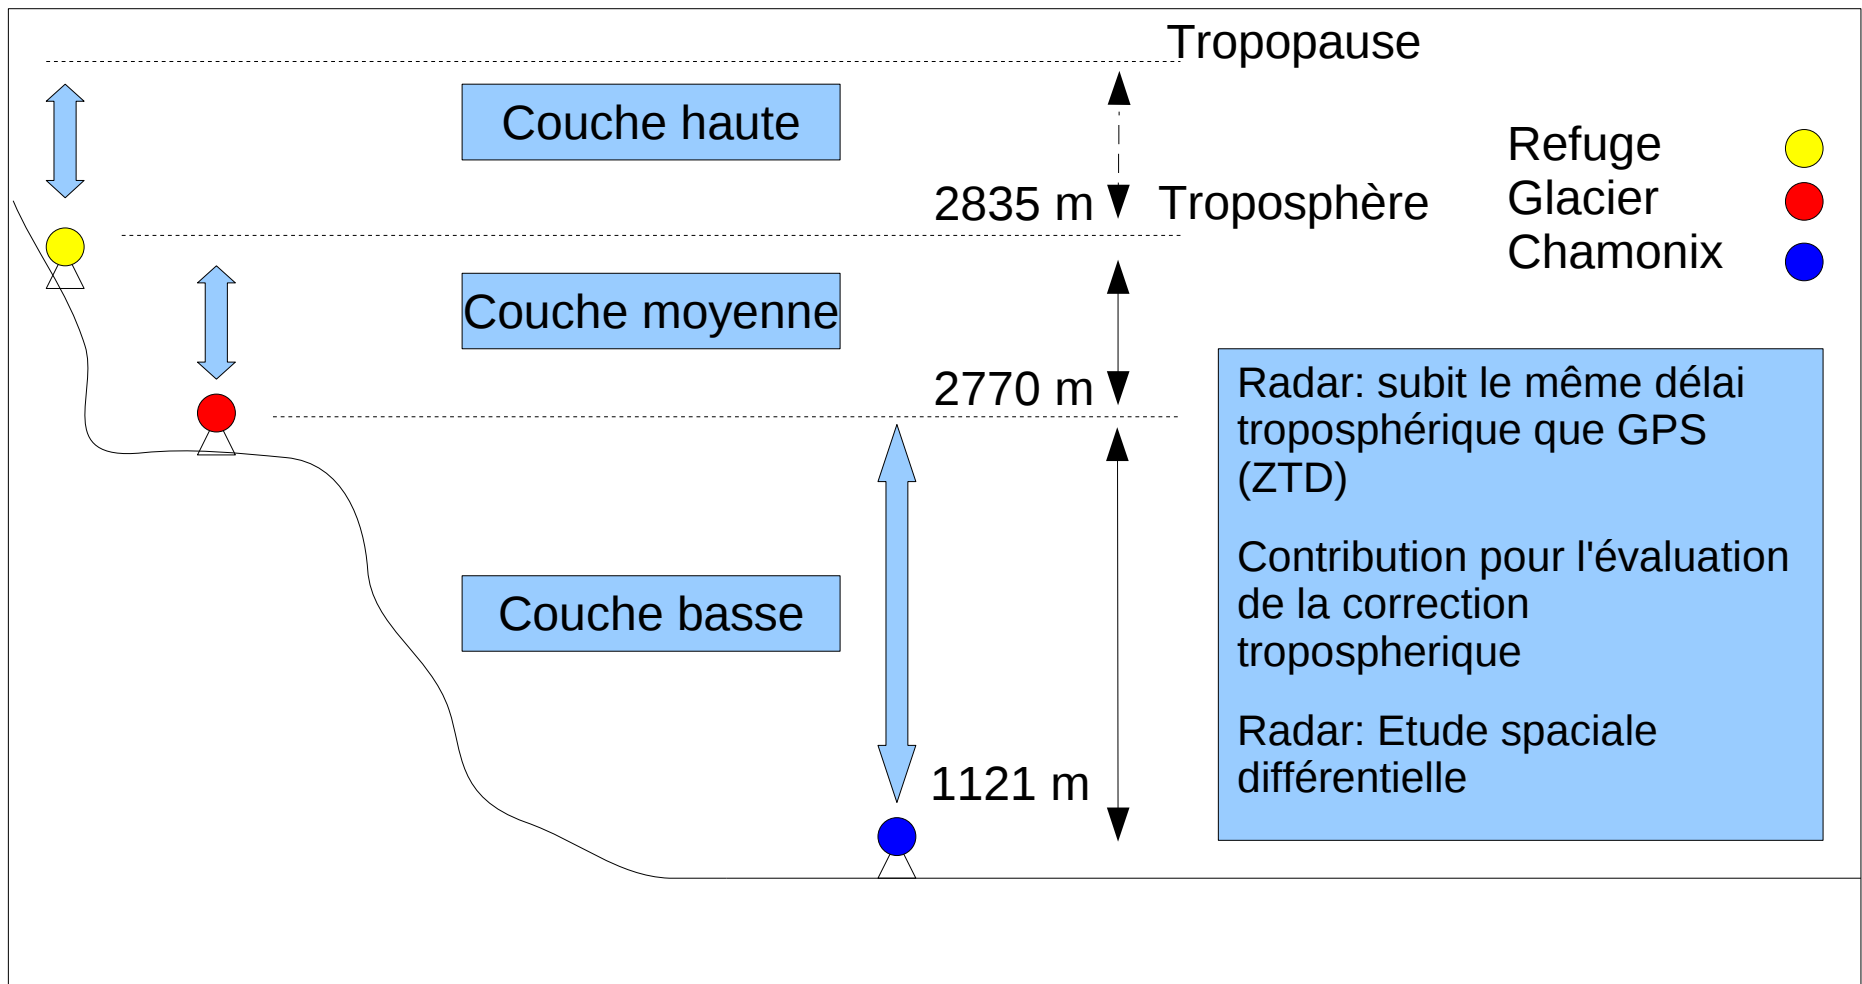 Tropopause
Couche haute
Refuge
2835 m
Troposphère
Glacier
Chamonix
Couche moyenne
2770 m
Radar: subit le même délai
troposphérique que GPS
(ZTD)
Contribution pour l'évaluation
de la correction
tropospherique
Radar: Etude spaciale
différentielle
Couche basse
1121 m